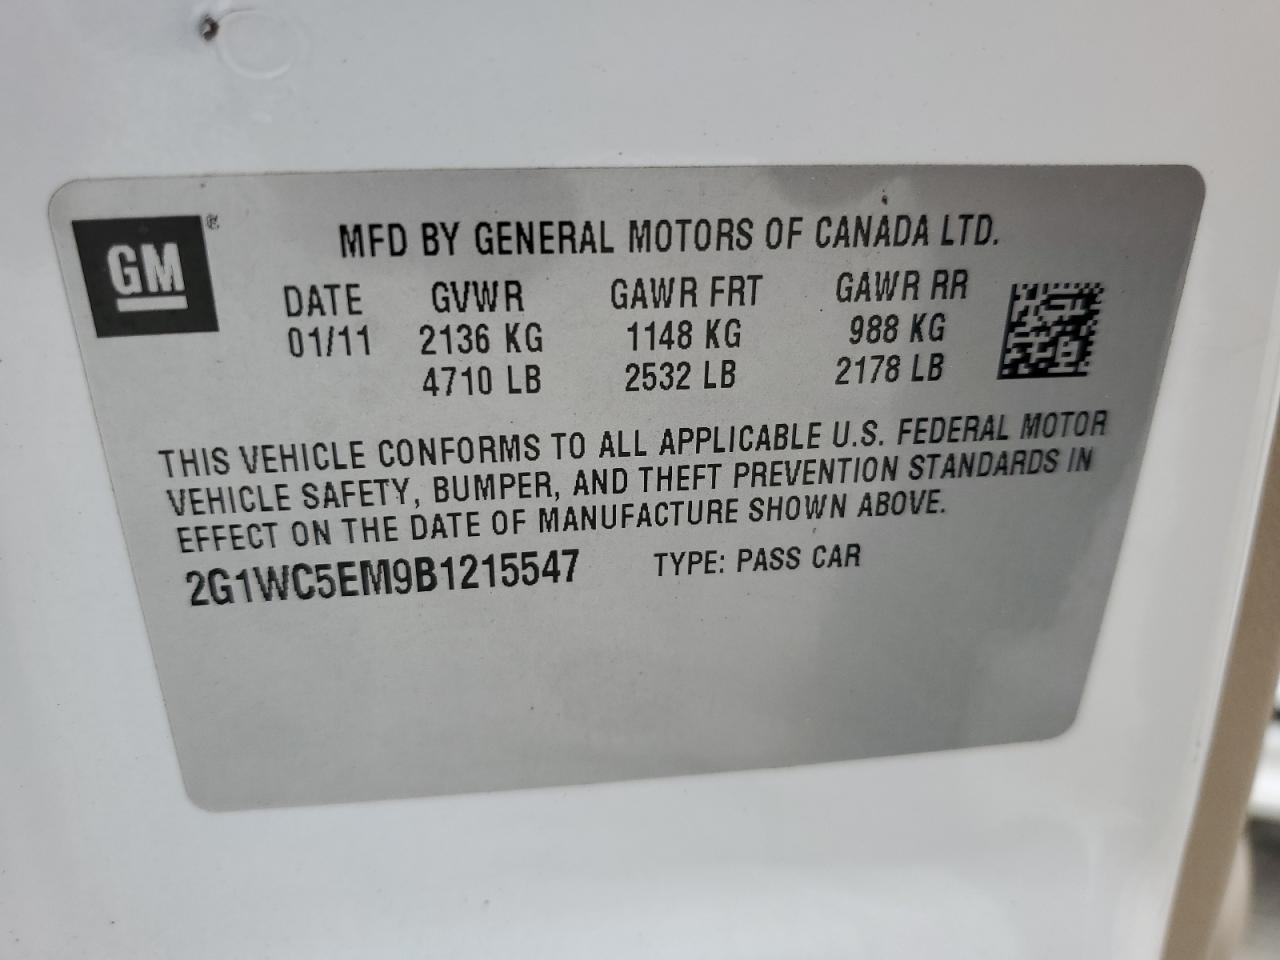 GM ®
MFD BY GENERAL MOTORS OF CANADA LTD.
DATE GVWR GAWR FRT GAWR RR
01/11 2136 KG 1148 KG 988 KG
4710 LB 2532 LB 2178 LB
THIS VEHICLE CONFORMS TO ALL APPLICABLE U.S. FEDERAL MOTOR
VEHICLE SAFETY, BUMPER, AND THEFT PREVENTION STANDARDS IN
EFFECT ON THE DATE OF MANUFACTURE SHOWN ABOVE.
2G1WC5EM9B1215547 TYPE: PASS CAR